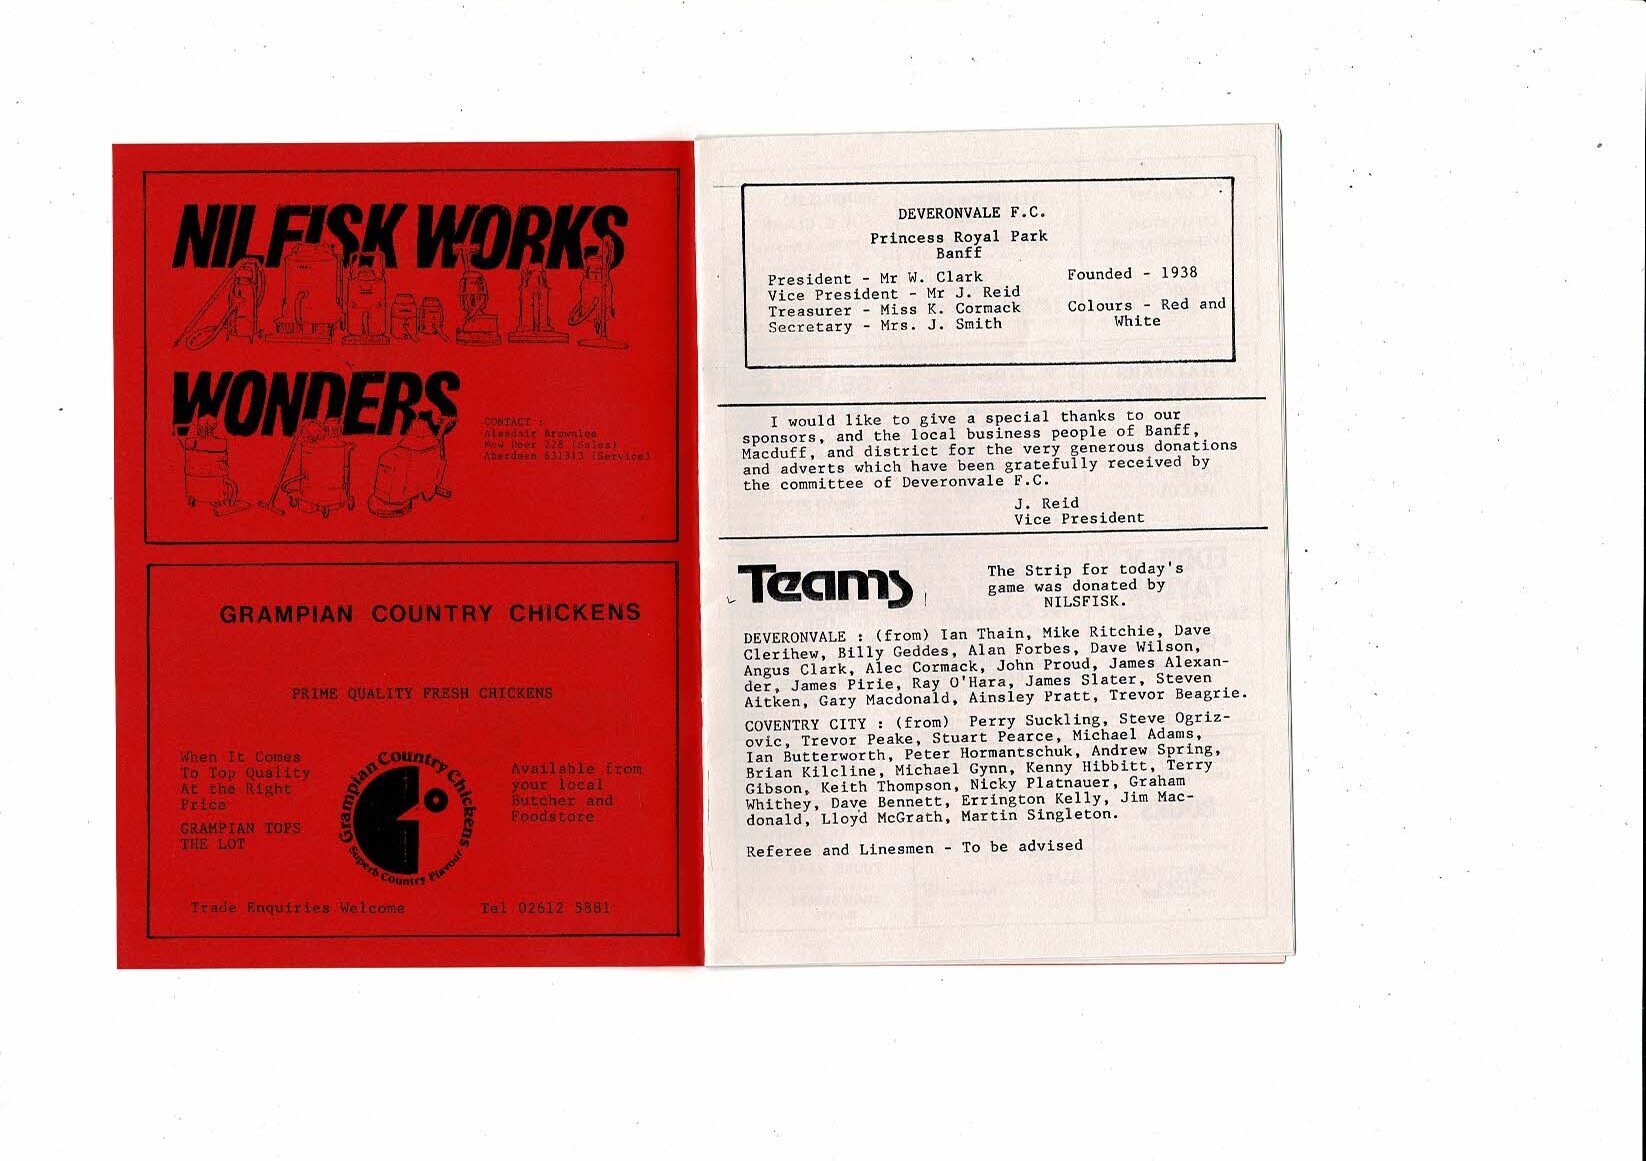 NILFISK WORKS
WONDERS
CONTACT :
Alasdair Brownlee
New Deer 228 (Sales)
Aberdeen 631313 (Service)
GRAMPIAN COUNTRY CHICKENS
PRIME QUALITY FRESH CHICKENS
When It Comes
To Top Quality
At the Right
Price
GRAMPIAN TOPS
THE LOT
Grampian Country Chickens
Superb Country Flavour
Available from
your local
Butcher and
Foodstore
Trade Enquiries Welcome Tel 02612 5881
DEVERONVALE F.C.
Princess Royal Park
Banff
President - Mr W. Clark
Vice President - Mr J. Reid
Treasurer - Miss K. Cormack
Secretary - Mrs. J. Smith
Founded - 1938
Colours - Red and
White
I would like to give a special thanks to our
sponsors, and the local business people of Banff,
Macduff, and district for the very generous donations
and adverts which have been gratefully received by
the committee of Deveronvale F.C.
J. Reid
Vice President
Teams
The Strip for today's
game was donated by
NILSFISK.
DEVERONVALE : (from) Ian Thain, Mike Ritchie, Dave
Clerihew, Billy Geddes, Alan Forbes, Dave Wilson,
Angus Clark, Alec Cormack, John Proud, James Alexan-
der, James Pirie, Ray O'Hara, James Slater, Steven
Aitken, Gary Macdonald, Ainsley Pratt, Trevor Beagrie.
COVENTRY CITY : (from) Perry Suckling, Steve Ogriz-
ovic, Trevor Peake, Stuart Pearce, Michael Adams,
Ian Butterworth, Peter Hormantschuk, Andrew Spring,
Brian Kilcline, Michael Gynn, Kenny Hibbitt, Terry
Gibson, Keith Thompson, Nicky Platnauer, Graham
Whithey, Dave Bennett, Errington Kelly, Jim Mac-
donald, Lloyd McGrath, Martin Singleton.
Referee and Linesmen - To be advised